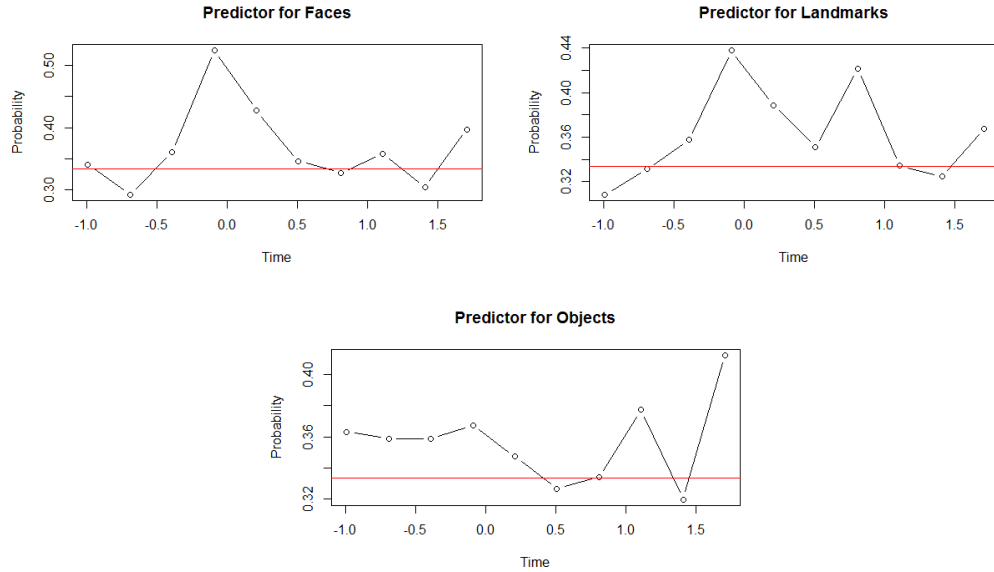 Predictor for Faces
Probability
0.30 0.40 0.50
-1.0 -0.5 0.0 0.5 1.0 1.5
Time
Predictor for Landmarks
Probability
0.32 0.36 0.40 0.44
-1.0 -0.5 0.0 0.5 1.0 1.5
Time
Predictor for Objects
Probability
0.32 0.36 0.40
-1.0 -0.5 0.0 0.5 1.0 1.5
Time